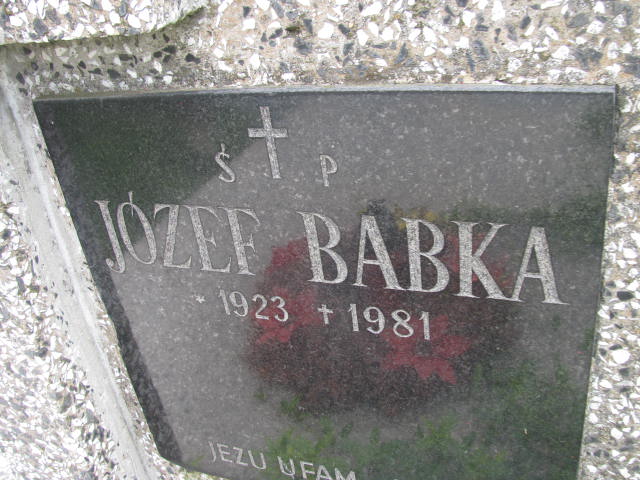 Ś P
JÓZEF BABKA
* 1923 + 1981
JEZU UFAM